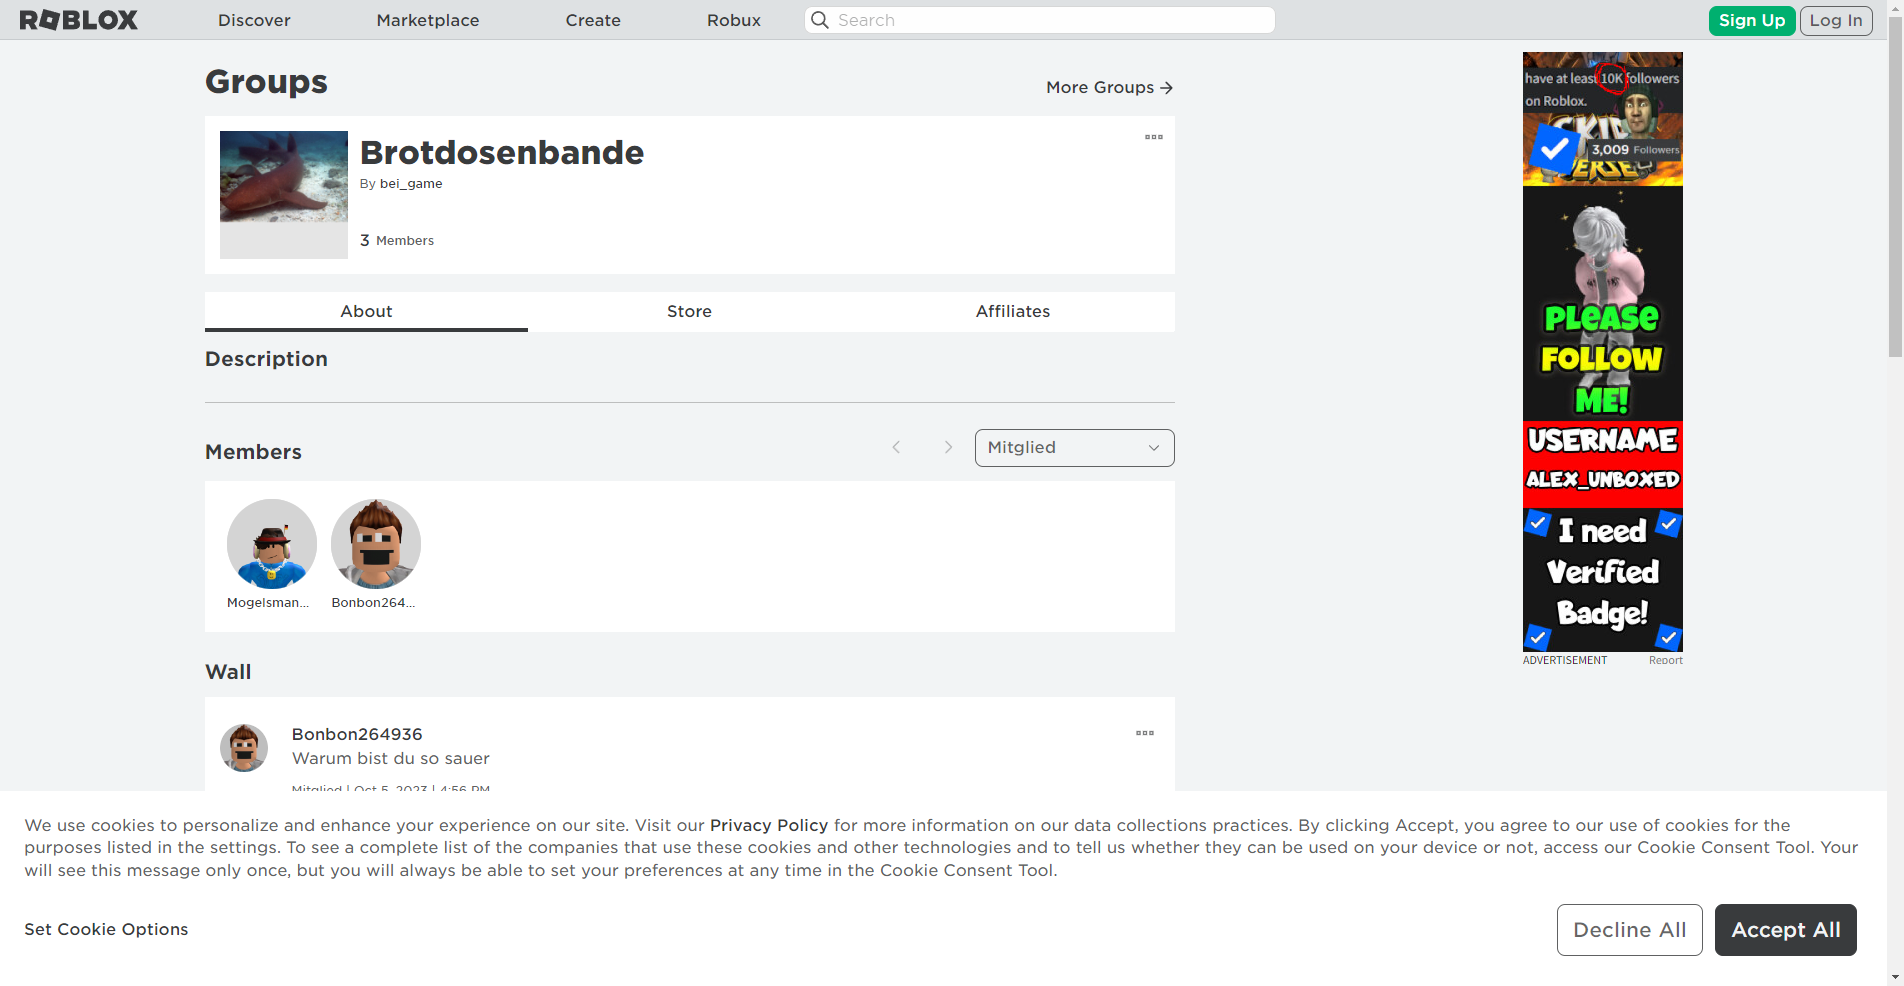 ROBLOX
Discover
Marketplace
Create
Robux
Search
Sign Up
Log In
Groups
More Groups →
Brotdosenbande
By bei_game
3 Members
About
Store
Affiliates
Description
Members
Mitglied
Mogelsman...
Bonbon264...
Wall
Bonbon264936
Warum bist du so sauer
Mitglied | Oct 5, 2023 | 4:56 PM
have at least 10K followers
on Roblox.
3,009 Followers
PLEASE
FOLLOW
ME!
USERNAME
ALEX_UNBOXED
I need
Verified
Badge!
ADVERTISEMENT
Report
We use cookies to personalize and enhance your experience on our site. Visit our Privacy Policy for more information on our data collections practices. By clicking Accept, you agree to our use of cookies for the
purposes listed in the settings. To see a complete list of the companies that use these cookies and other technologies and to tell us whether they can be used on your device or not, access our Cookie Consent Tool. Your
will see this message only once, but you will always be able to set your preferences at any time in the Cookie Consent Tool.
Set Cookie Options
Decline All
Accept All